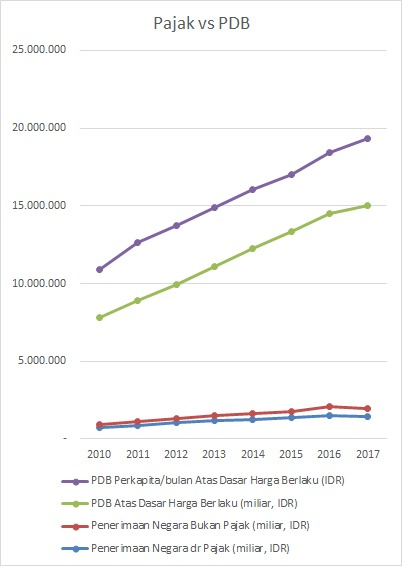 Pajak vs PDB
25.000.000
20.000.000
15.000.000
10.000.000
5.000.000
-
2010 2011 2012 2013 2014 2015 2016 2017
PDB Perkapita/bulan Atas Dasar Harga Berlaku (IDR)
PDB Atas Dasar Harga Berlaku (miliar, IDR)
Penerimaan Negara Bukan Pajak (miliar, IDR)
Penerimaan Negara dr Pajak (miliar, IDR)